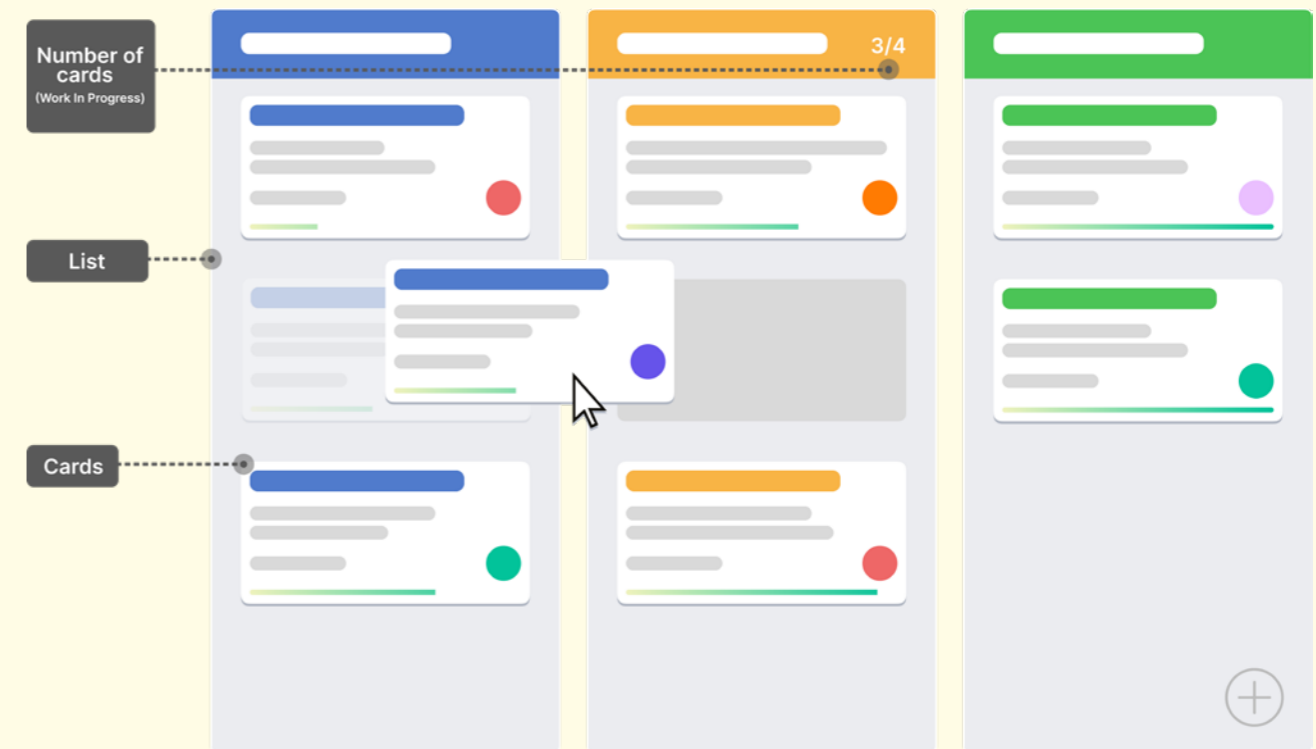 Number of
cards
(Work In Progress)
3/4
List
Cards